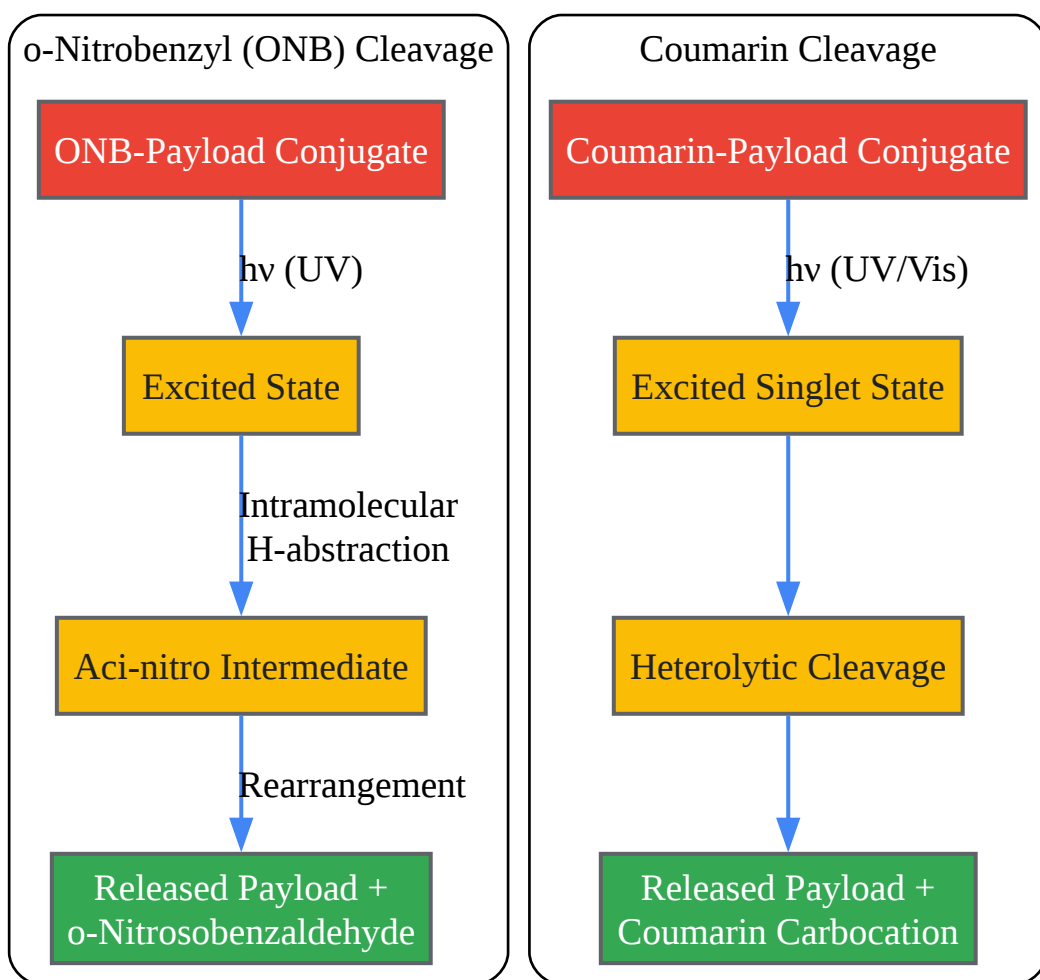 o-Nitrobenzyl (ONB) Cleavage
ONB-Payload Conjugate
hν (UV)
Excited State
Intramolecular
H-abstraction
Aci-nitro Intermediate
Rearrangement
Released Payload +
o-Nitrosobenzaldehyde
Coumarin Cleavage
Coumarin-Payload Conjugate
hν (UV/Vis)
Excited Singlet State
Heterolytic Cleavage
Released Payload +
Coumarin Carbocation